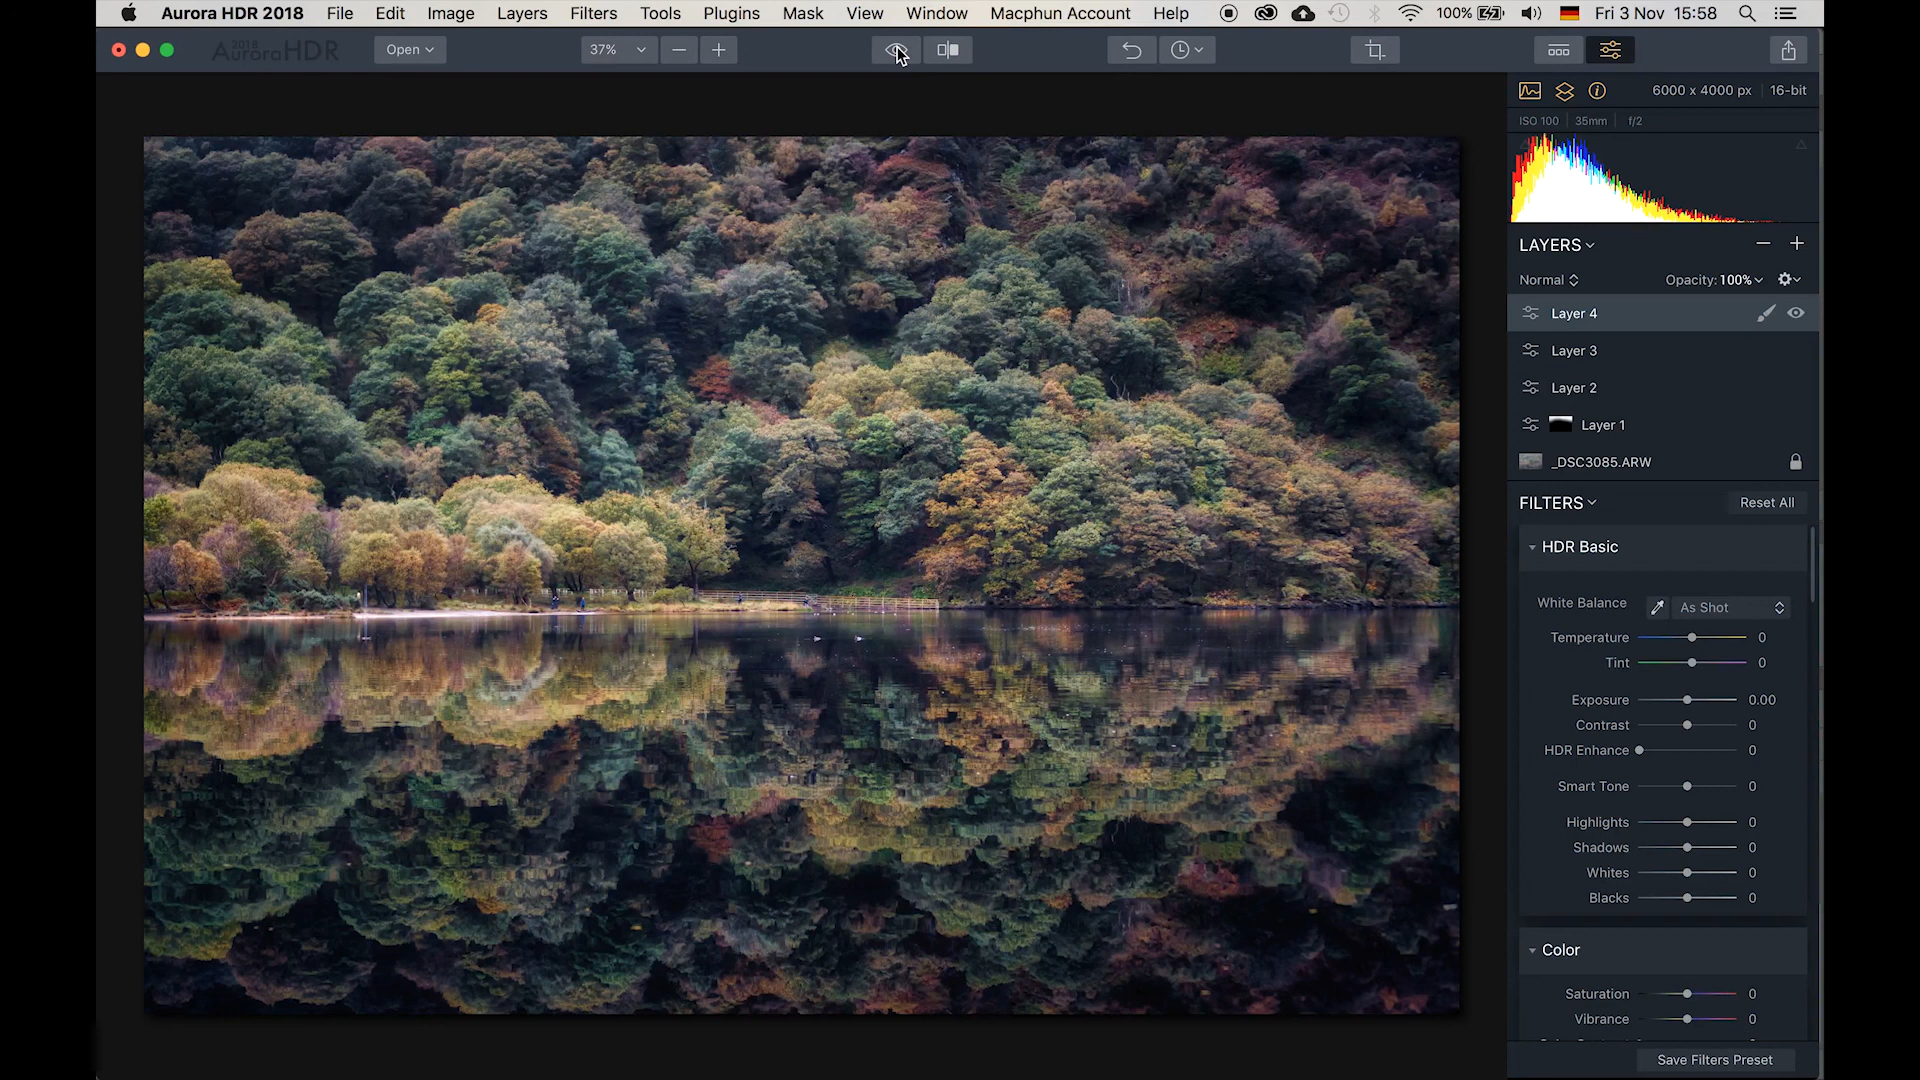 Aurora HDR 2018 File Edit Image Layers Filters Tools Plugins Mask View Window Macphun Account Help 100% Fri 3 Nov 15:58
2018
AuroraHDR Open 37%
6000 x 4000 px 16-bit
ISO 100 35mm f/2
LAYERS
Normal Opacity: 100%
Layer 4
Layer 3
Layer 2
Layer 1
_DSC3085.ARW
FILTERS Reset All
HDR Basic
White Balance As Shot
Temperature 0
Tint 0
Exposure 0.00
Contrast 0
HDR Enhance 0
Smart Tone 0
Highlights 0
Shadows 0
Whites 0
Blacks 0
Color
Saturation 0
Vibrance 0
Save Filters Preset